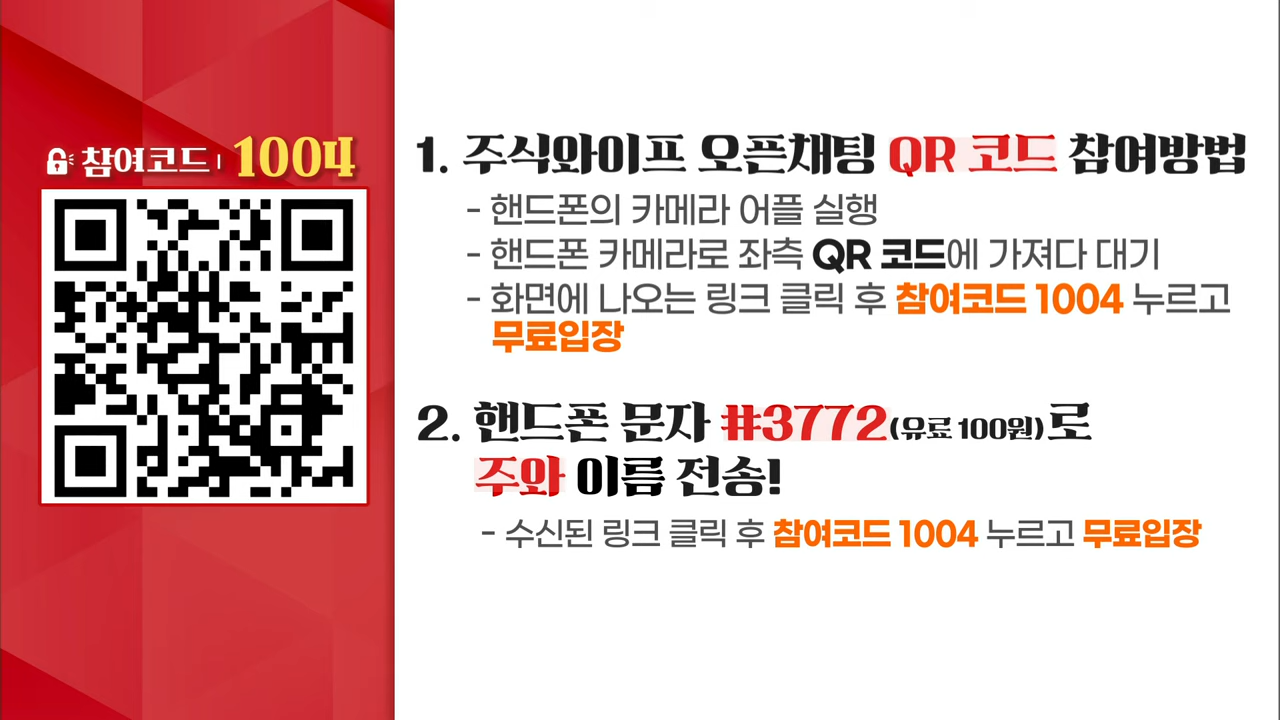 참여코드 | 1004
1. 주식와이프 오픈채팅 QR 코드 참여방법
- 핸드폰의 카메라 어플 실행
- 핸드폰 카메라로 좌측 QR 코드에 가져다 대기
- 화면에 나오는 링크 클릭 후 참여코드 1004 누르고
무료입장
2. 핸드폰 문자 #3772(유료 100원)로
주와 이름 전송!
- 수신된 링크 클릭 후 참여코드 1004 누르고 무료입장